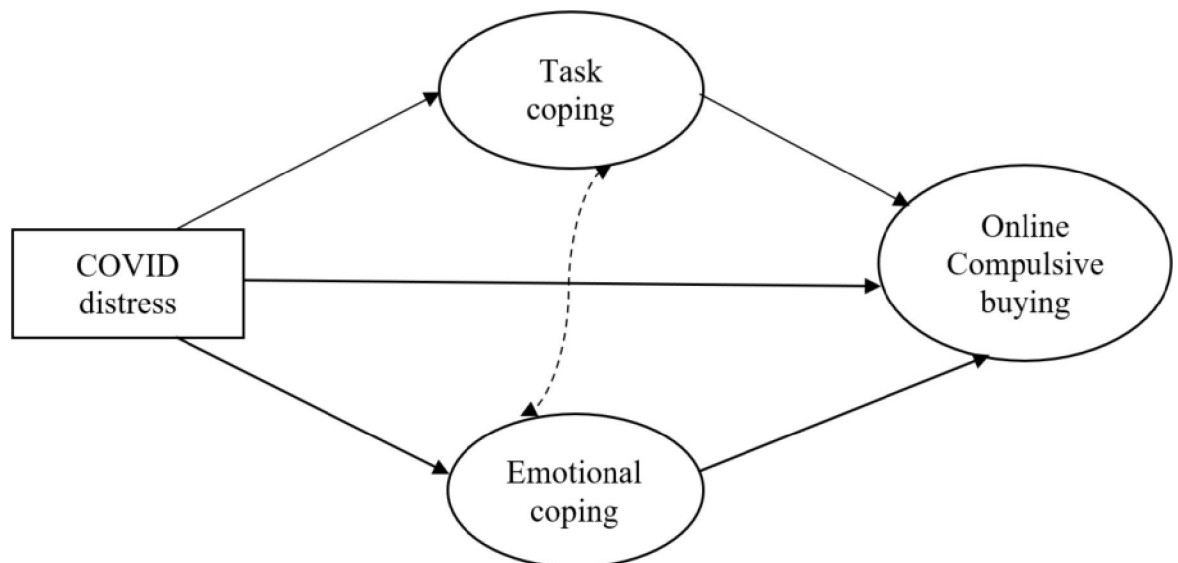 Task
coping
COVID
distress
Online
Compulsive
buying
Emotional
coping